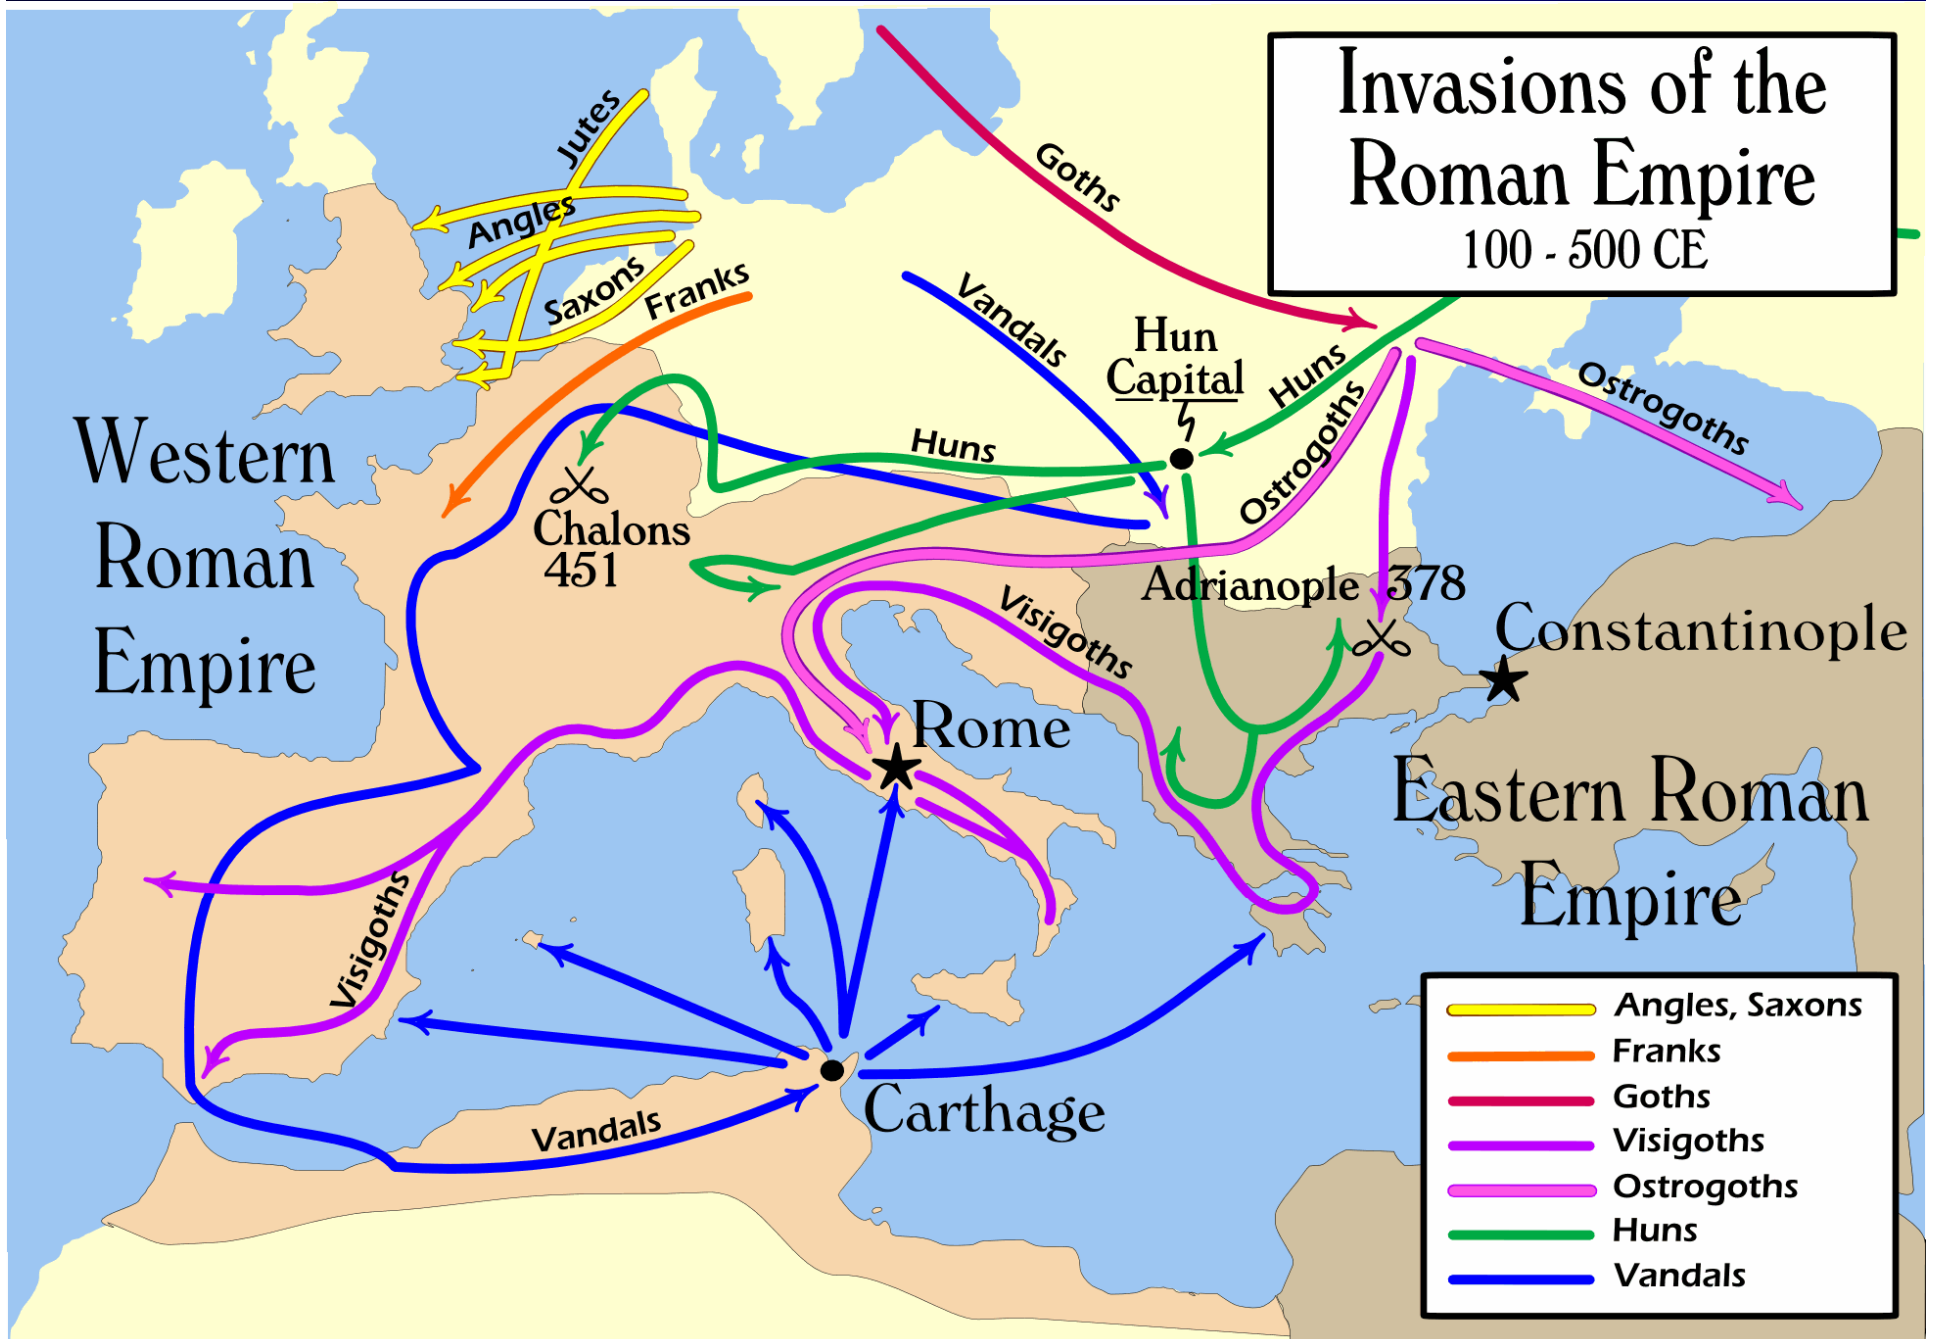 Invasions of the
Roman Empire
100 - 500 CE
Jutes
Angles
Saxons
Franks
Goths
Vandals
Hun
Capital
Huns
Ostrogoths
Ostrogoths
Huns
Western
Roman
Empire
Chalons
451
Adrianople 378
Visigoths
Constantinople
Rome
Eastern Roman
Empire
Visigoths
Carthage
Vandals
Angles, Saxons
Franks
Goths
Visigoths
Ostrogoths
Huns
Vandals